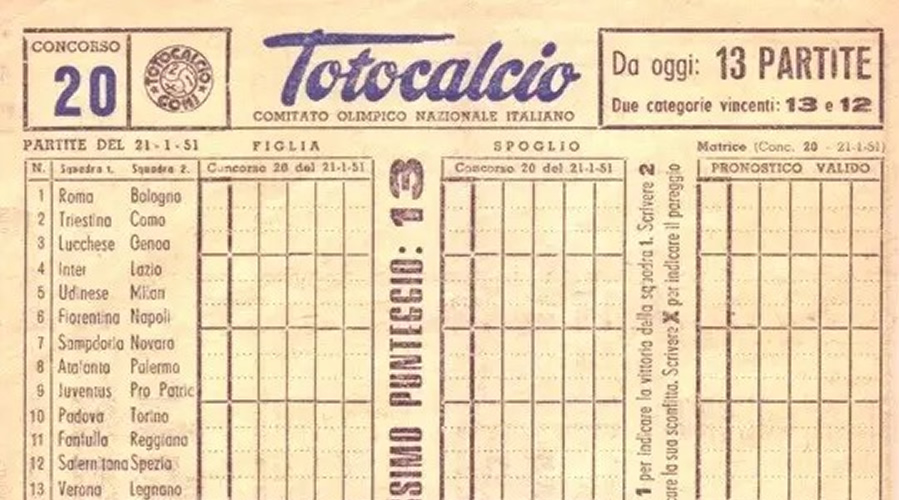 CONCORSO
20
TOTOCALCIO
CONI
Totocalcio
COMITATO OLIMPICO NAZIONALE ITALIANO
Da oggi: 13 PARTITE
Due categorie vincenti: 13 e 12
PARTITE DEL 21-1-51
FIGLIA
SPOGLIO
Matrice (Conc. 20 - 21-1-51)
N. Squadra 1. Squadra 2.
Concorso 20 del 21-1-51
Concorso 20 del 21-1-51
PRONOSTICO VALIDO
1 Roma Bologna
2 Triestina Como
3 Lucchese Genoa
4 Inter Lazio
5 Udinese Milan
6 Fiorentina Napoli
7 Sampdoria Novara
8 Atalanta Palermo
9 Juventus Pro Patria
10 Padova Torino
11 Fanfulla Reggiana
12 Salernitana Spezia
13 Verona Legnano
SIMO PUNTEGGIO: 13
1 per indicare la vittoria della squadra 1. Scrivere 2
care la sua sconfitta. Scrivere X per indicare il pareggio